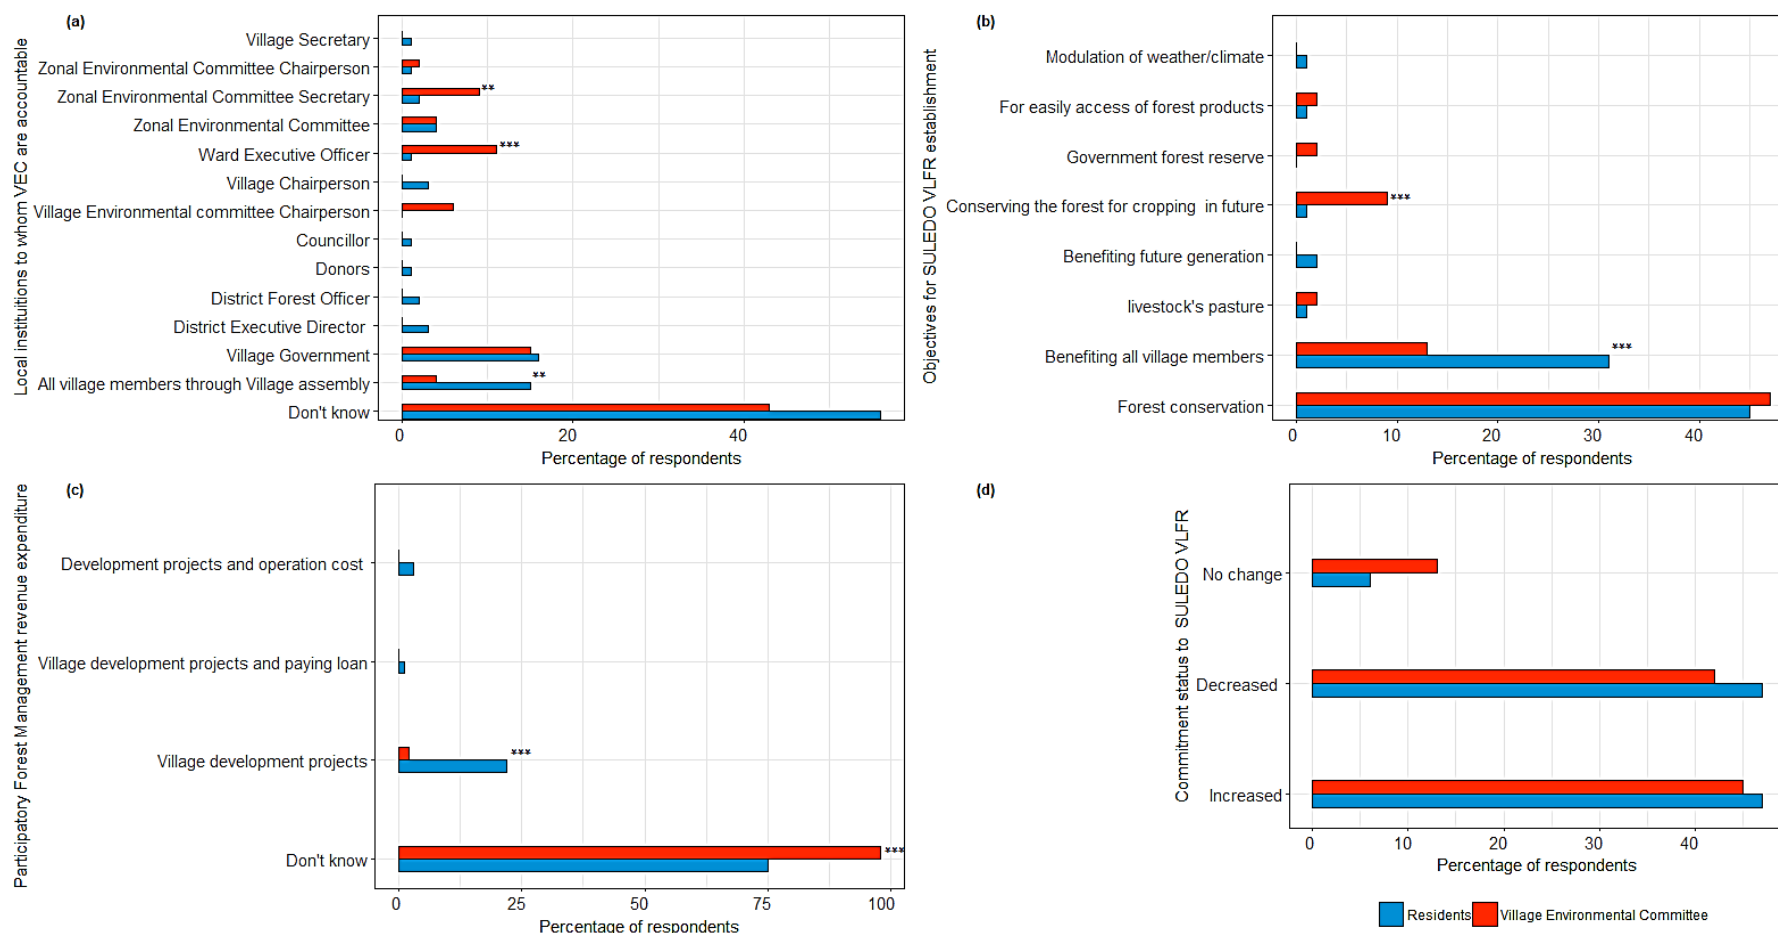 (a)
Local instituitions to whom VEC are accountable
Village Secretary
Zonal Environmental Committee Chairperson
Zonal Environmental Committee Secretary
**
Zonal Environmental Committee
Ward Executive Officer
***
Village Chairperson
Village Environmental committee Chairperson
Councillor
Donors
District Forest Officer
District Executive Director
Village Government
All village members through Village assembly
**
Don't know
0 20 40
Percentage of respondents
(b)
Objectives for SULEDO VLFR establishment
Modulation of weather/climate
For easily access of forest products
Government forest reserve
Conserving the forest for cropping in future
***
Benefiting future generation
livestock's pasture
Benefiting all village members
***
Forest conservation
0 10 20 30 40
Percentage of respondents
(c)
Participatory Forest Management revenue expenditure
Development projects and operation cost
Village development projects and paying loan
Village development projects
***
Don't know
***
0 25 50 75 100
Percentage of respondents
(d)
Commitment status to SULEDO VLFR
No change
Decreased
Increased
0 10 20 30 40
Percentage of respondents
Residents Village Environmental Committee